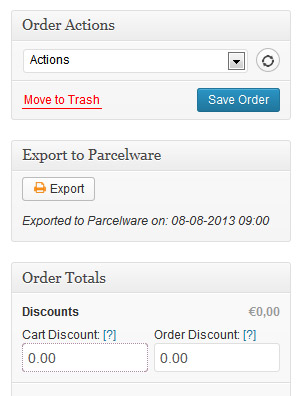 Order Actions
Actions
Move to Trash Save Order
Export to Parcelware
Export
Exported to Parcelware on: 08-08-2013 09:00
Order Totals
Discounts €0,00
Cart Discount: [?] Order Discount: [?]
0.00 0.00